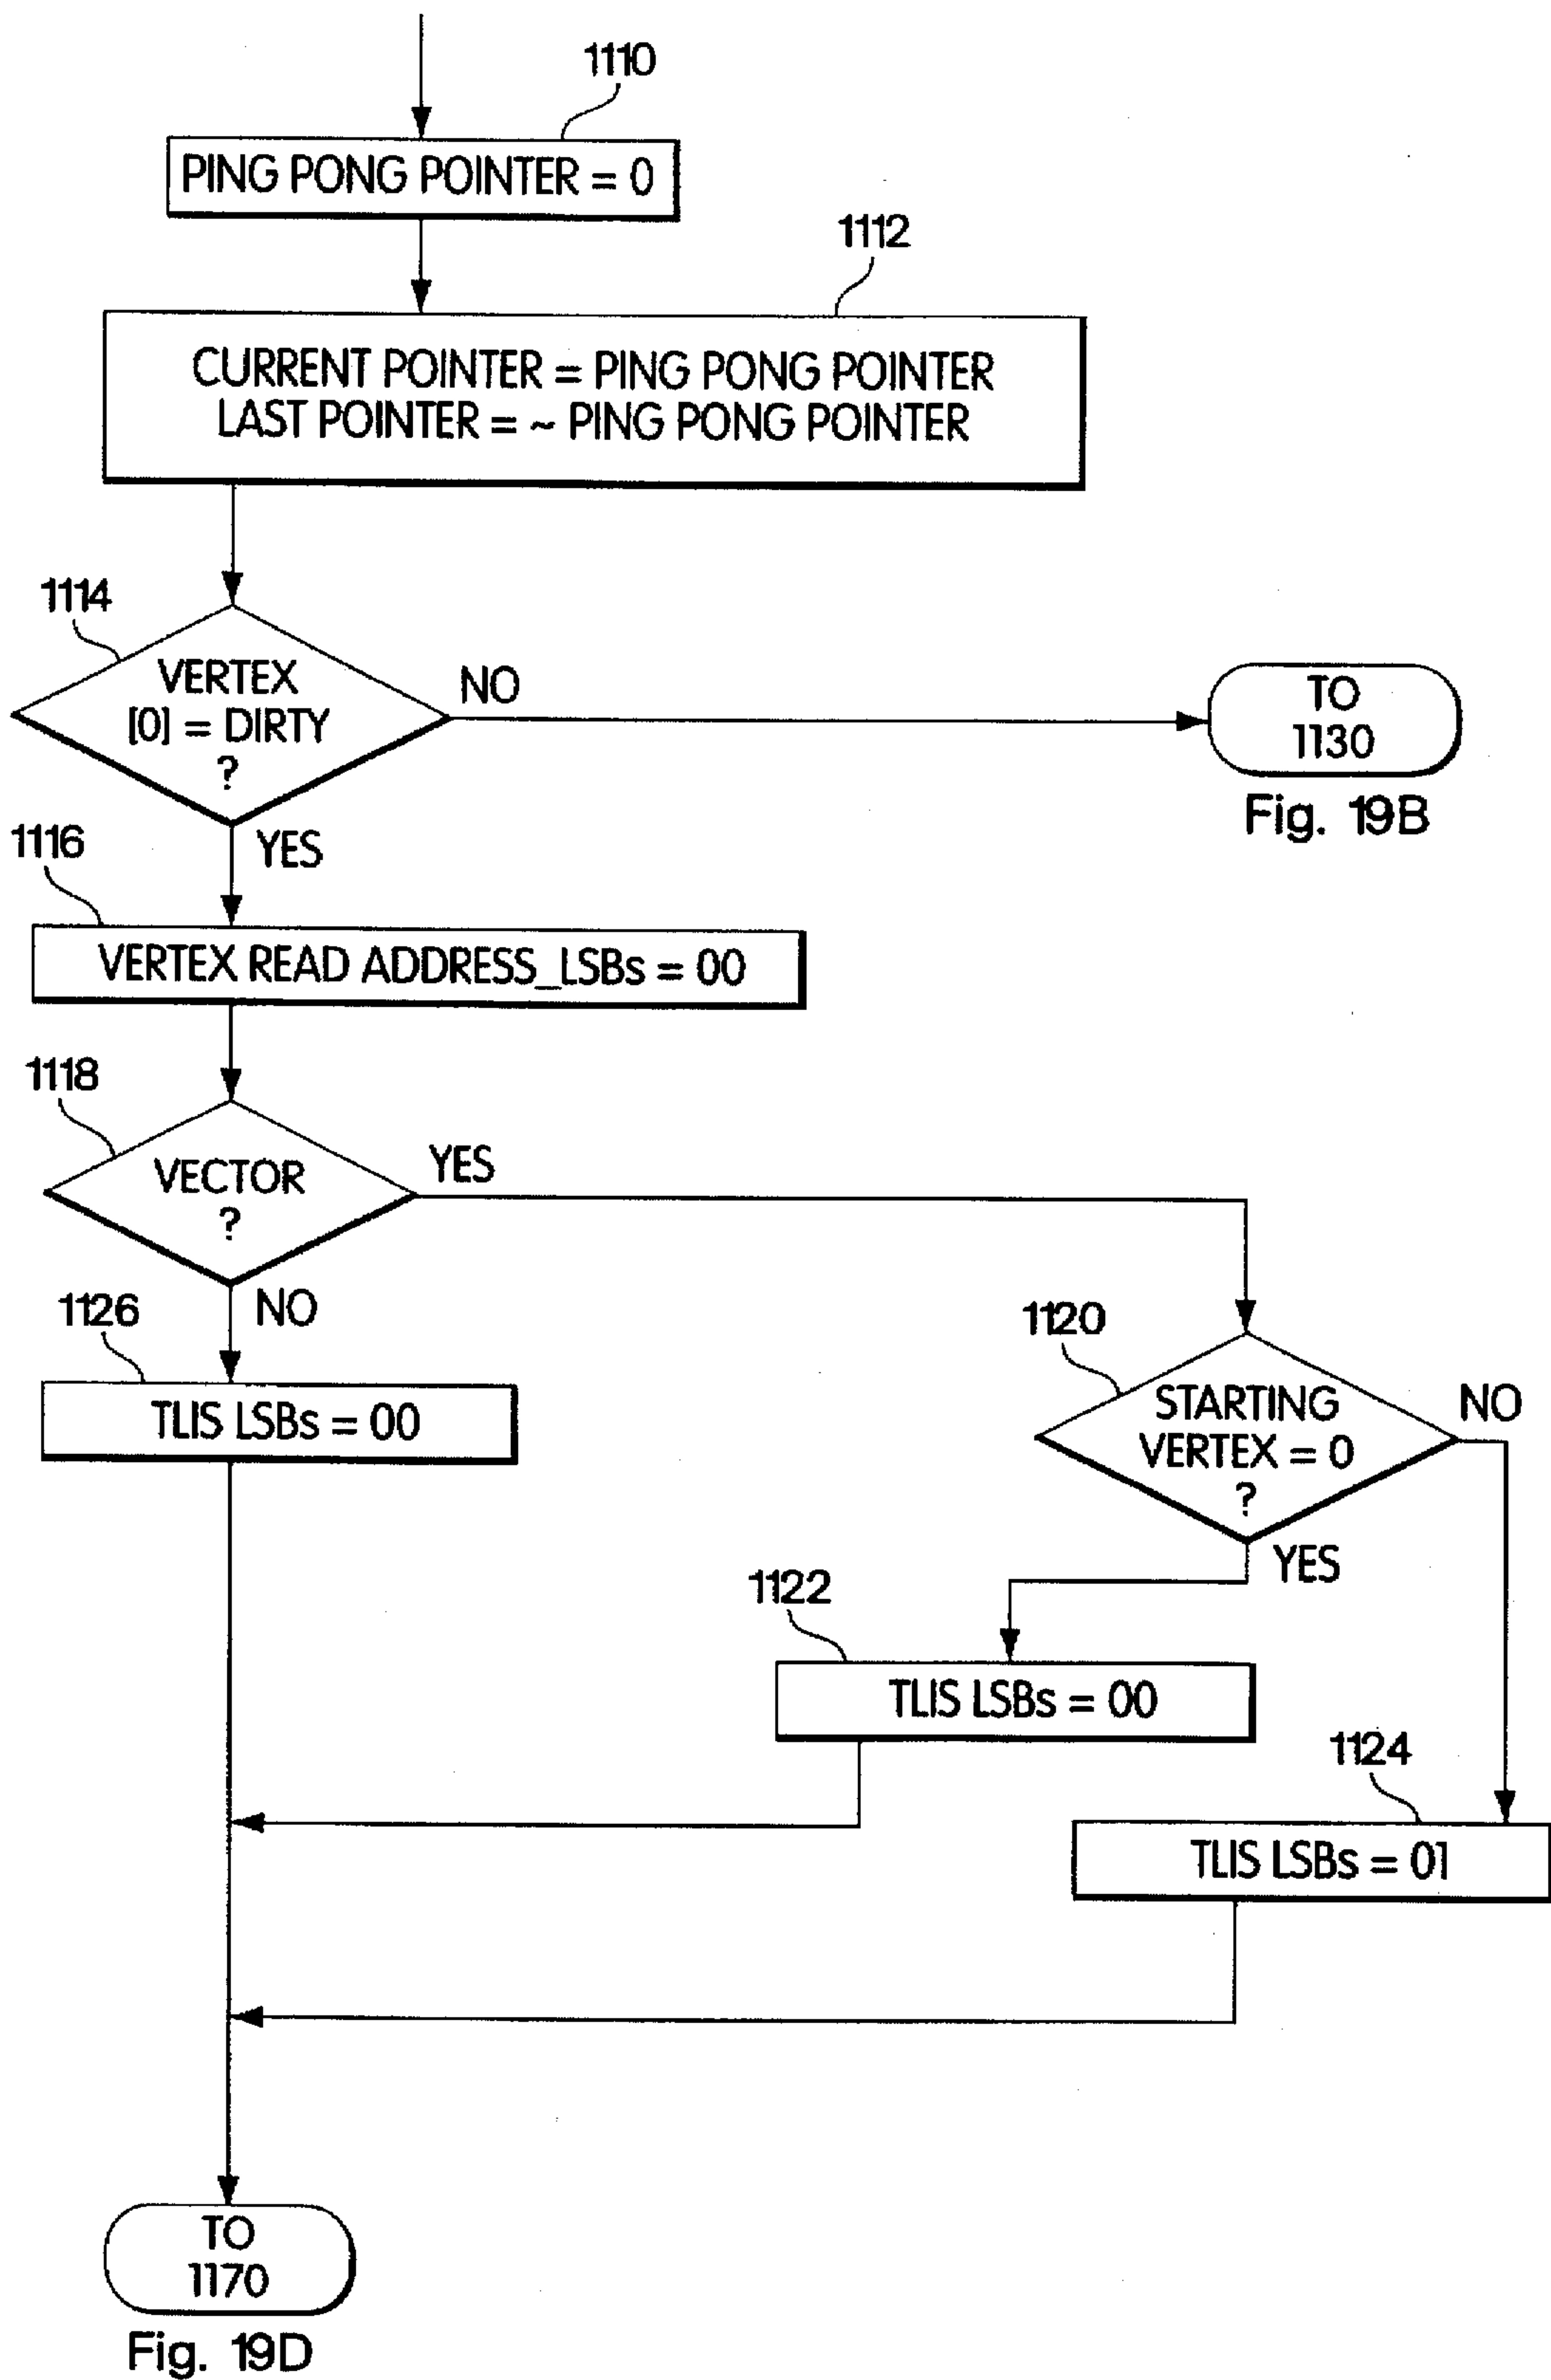 1110
PING PONG POINTER = 0
1112
CURRENT POINTER = PING PONG POINTER
LAST POINTER = ~ PING PONG POINTER
1114
VERTEX
[0] = DIRTY
?
NO
TO
1130
Fig. 19B
YES
1116
VERTEX READ ADDRESS_LSBs = 00
1118
VECTOR
?
YES
NO
1126
TLIS LSBs = 00
1120
STARTING
VERTEX = 0
?
NO
YES
1122
TLIS LSBs = 00
1124
TLIS LSBs = 01
TO
1170
Fig. 19D